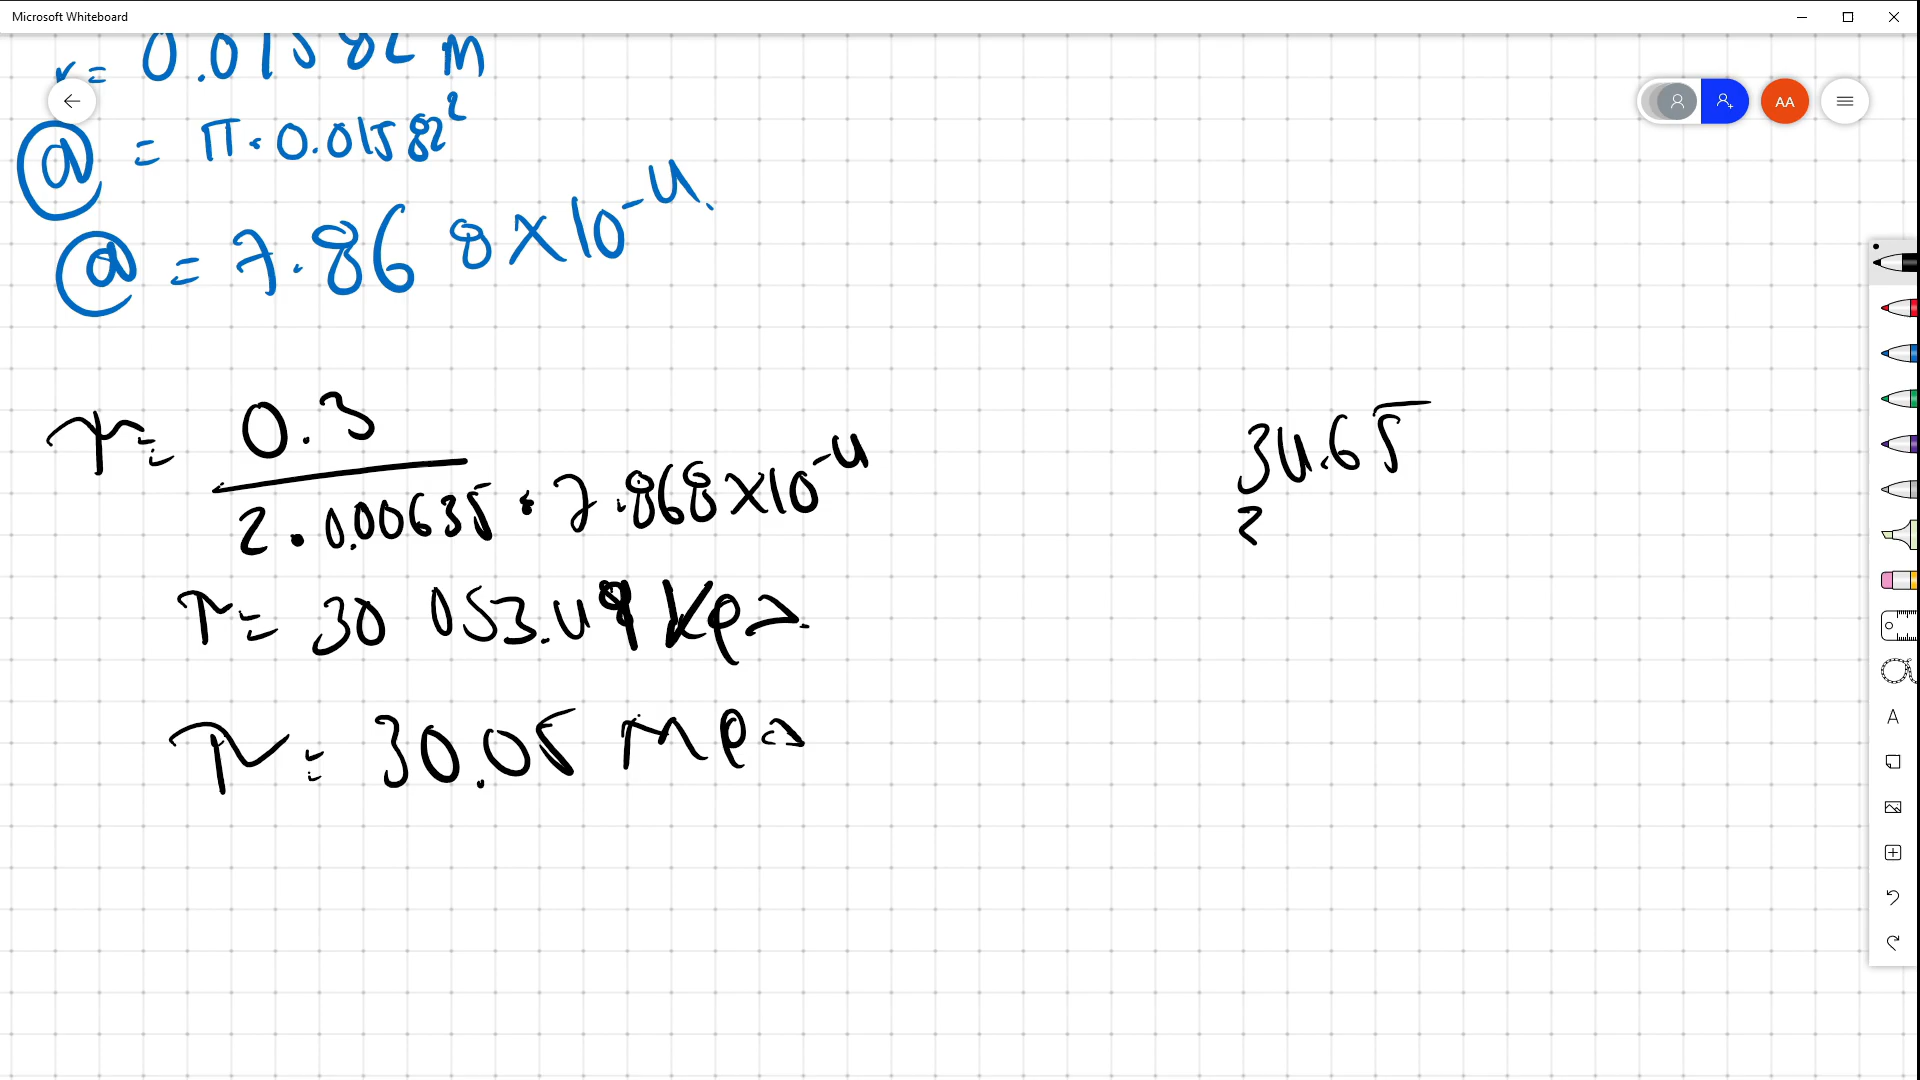 Microsoft Whiteboard
r = 0.01582 m
AA
a = π · 0.01582²
a = 7.868 × 10⁻⁴.
τ = 0.3
2 · 0.00635 · 7.868 × 10⁻⁴
τ = 30 053.49 kpa.
τ = 30.05 mpa
34.65
2
A